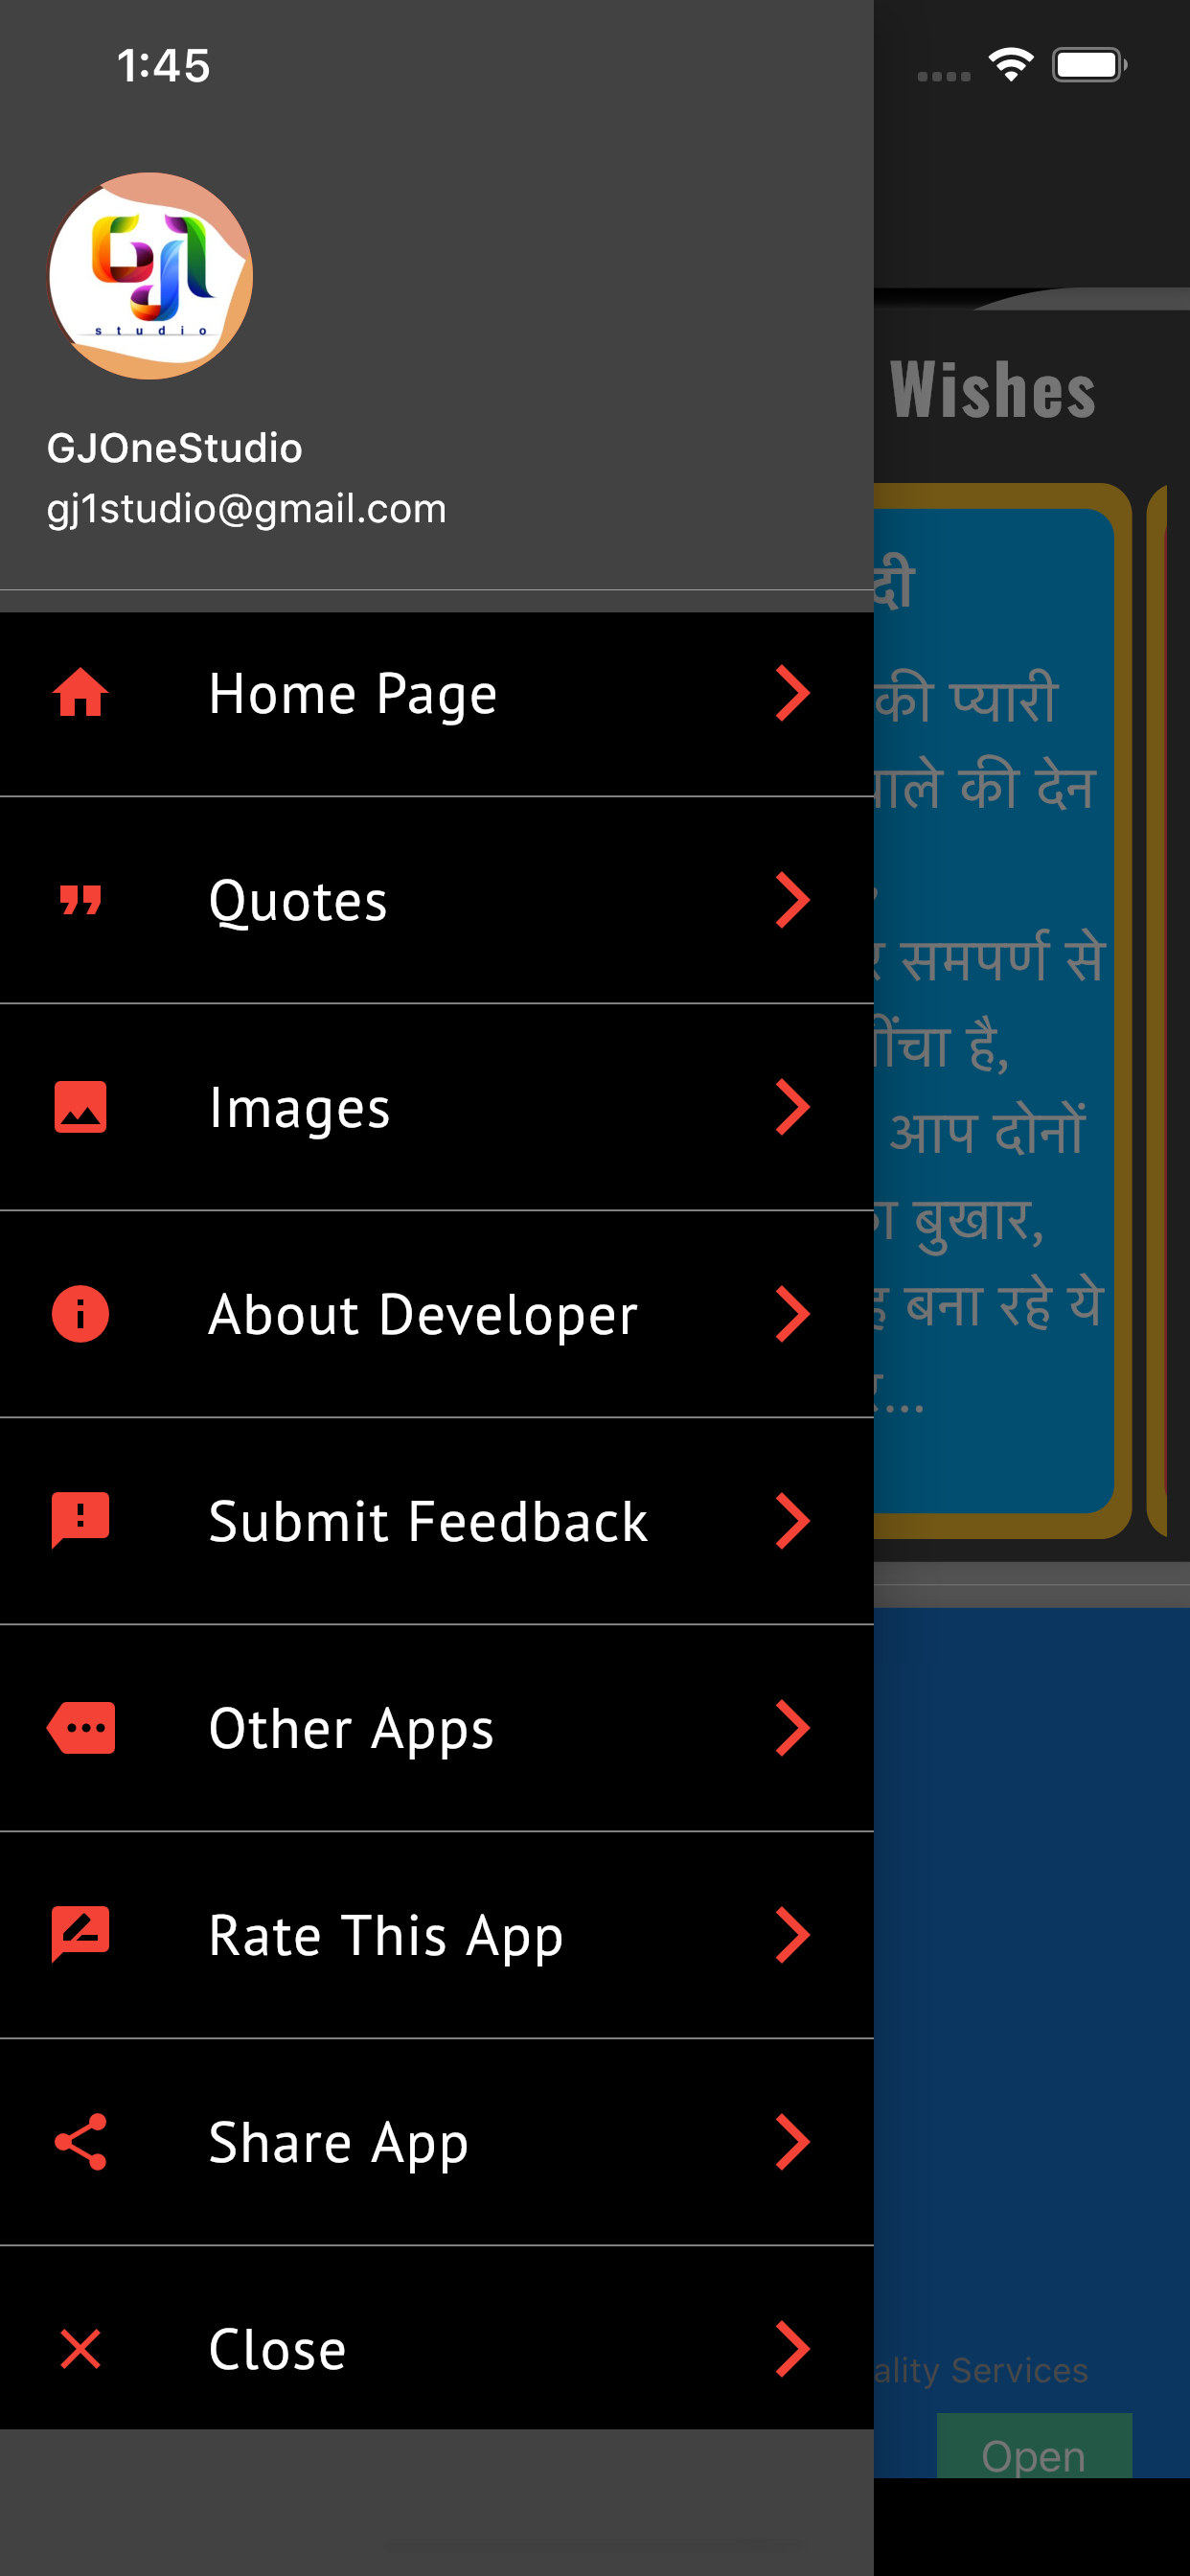 1:45
GJ1
studio
GJOneStudio
gj1studio@gmail.com
Wishes
की प्यारी
की देन
समपर्ण से
है,
आप दोनों
बुखार,
बना रहे ये
Home Page
Quotes
Images
About Developer
Submit Feedback
Other Apps
Rate This App
Share App
Close
Services
Open